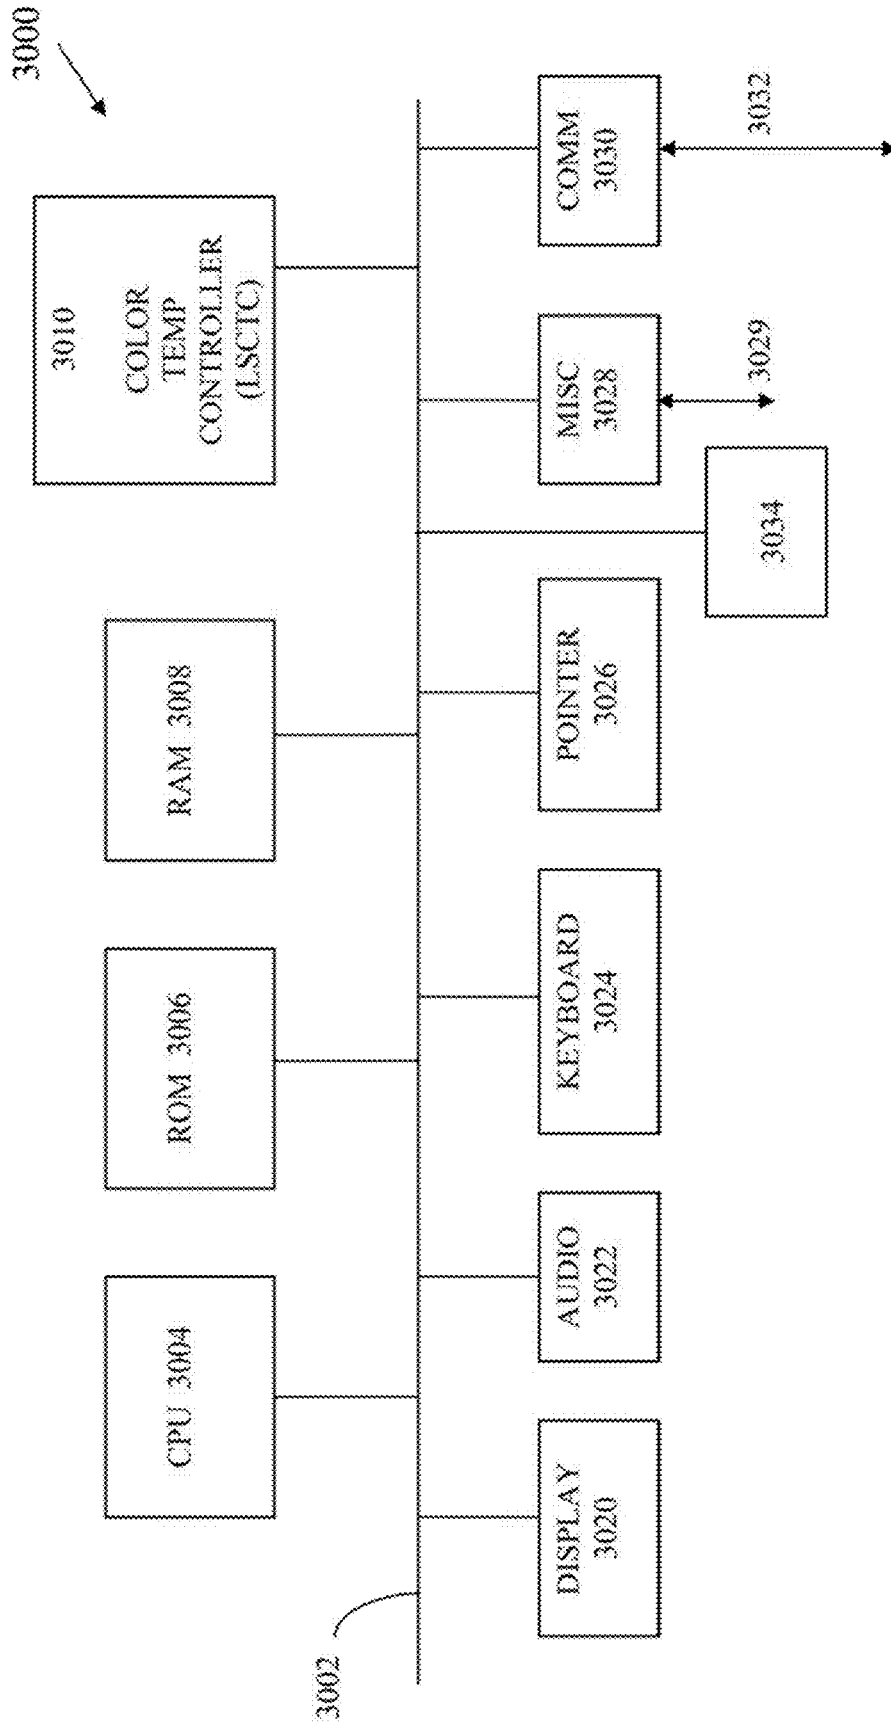 3000
3010
COLOR
TEMP
CONTROLLER
(LSCTC)
CPU 3004
ROM 3006
RAM 3008
3002
DISPLAY
3020
AUDIO
3022
KEYBOARD
3024
POINTER
3026
MISC
3028
COMM
3030
3034
3029
3032